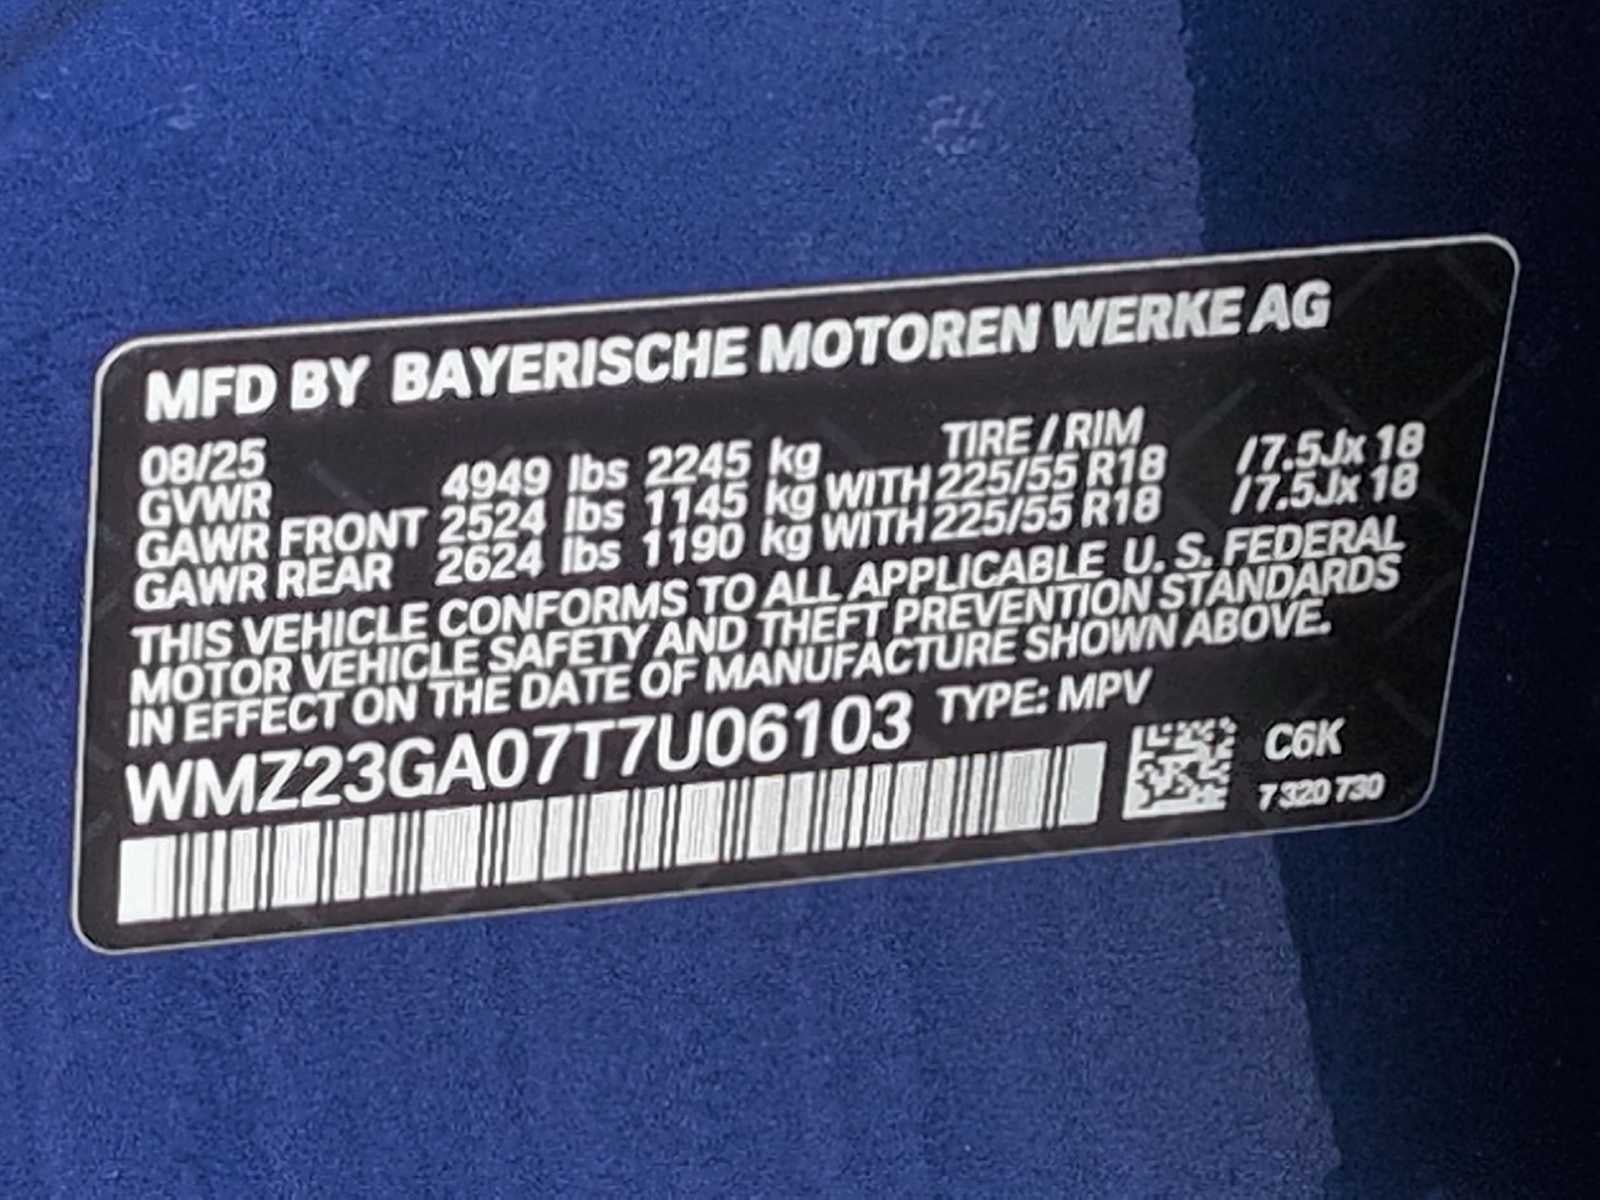 MFD BY BAYERISCHE MOTOREN WERKE AG
08/25 TIRE / RIM
GVWR 4949 lbs 2245 kg
GAWR FRONT 2524 lbs 1145 kg WITH 225/55 R18 /7.5Jx 18
GAWR REAR 2624 lbs 1190 kg WITH 225/55 R18 /7.5Jx 18
THIS VEHICLE CONFORMS TO ALL APPLICABLE U. S. FEDERAL
MOTOR VEHICLE SAFETY AND THEFT PREVENTION STANDARDS
IN EFFECT ON THE DATE OF MANUFACTURE SHOWN ABOVE.
WMZ23GA07T7U06103 TYPE: MPV
C6K
7 320 730